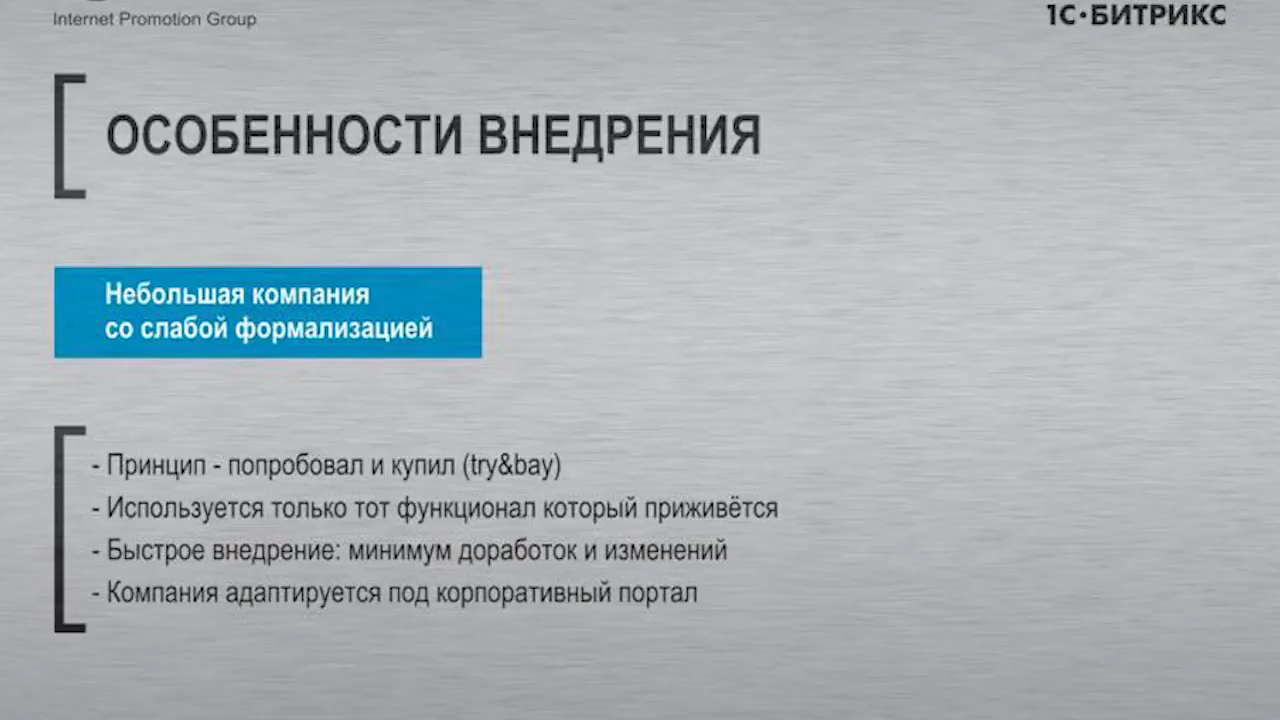 Internet Promotion Group
1С·БИТРИКС
ОСОБЕННОСТИ ВНЕДРЕНИЯ
Небольшая компания
со слабой формализацией
- Принцип - попробовал и купил (try&bay)
- Используется только тот функционал который приживётся
- Быстрое внедрение: минимум доработок и изменений
- Компания адаптируется под корпоративный портал